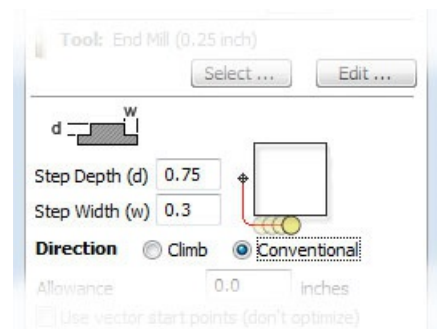 Tool: End Mill (0.25 inch)
Select ... Edit ...
w
d
Step Depth (d) 0.75
Step Width (w) 0.3
Direction Climb Conventional
Allowance 0.0 inches
Use vector start points (don't optimize)